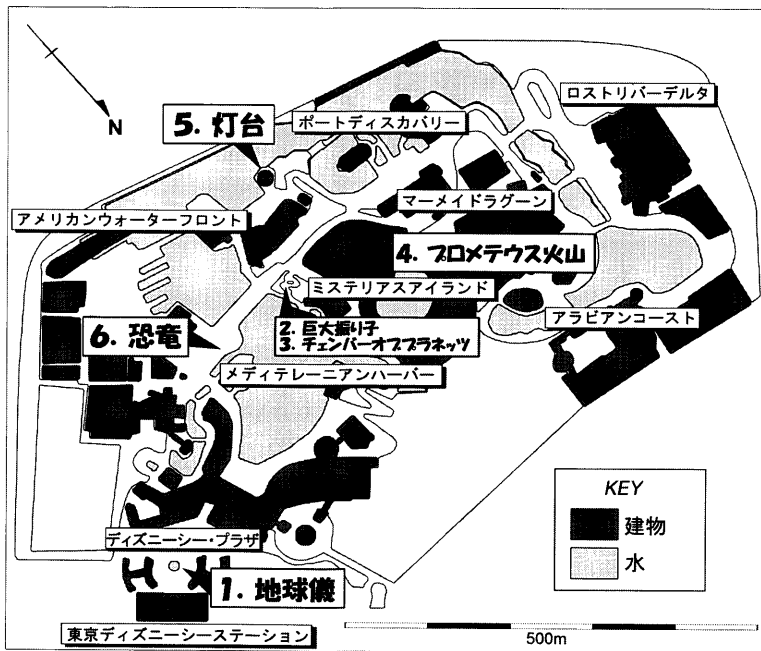 ロストリバーデルタ
5. 灯台
ポートディスカバリー
N
マーメイドラグーン
アメリカンウォーターフロント
4. プロメテウス火山
ミステリアスアイランド
アラビアンコースト
6. 恐竜
2. 巨大振り子
3. チェンバーオブプラネッツ
メディテレーニアンハーバー
KEY
建物
水
ディズニーシー・プラザ
1. 地球儀
東京ディズニーシーステーション
500m